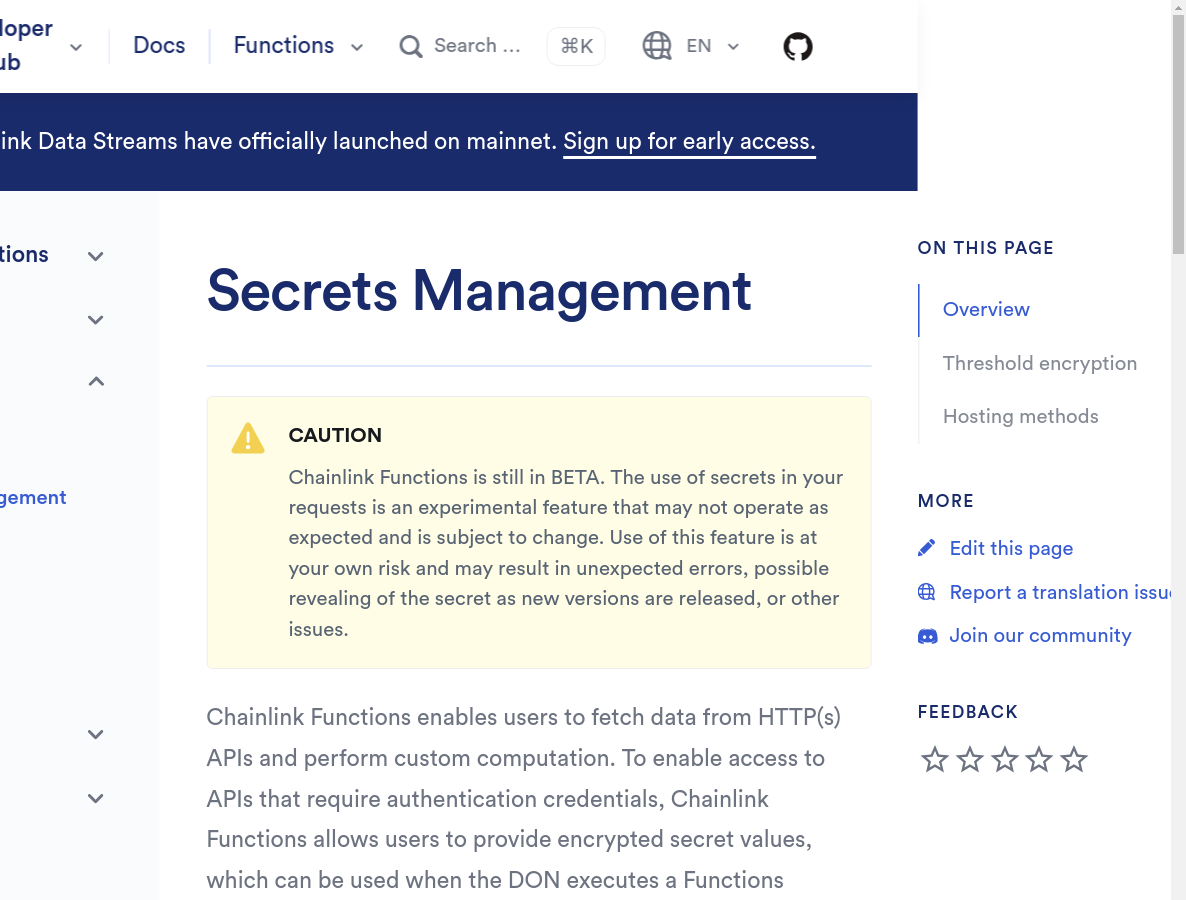 loper
ub
Docs
Functions
Search ...
⌘K
EN
ink Data Streams have officially launched on mainnet. Sign up for early access.
tions
gement
Secrets Management
CAUTION
Chainlink Functions is still in BETA. The use of secrets in your
requests is an experimental feature that may not operate as
expected and is subject to change. Use of this feature is at
your own risk and may result in unexpected errors, possible
revealing of the secret as new versions are released, or other
issues.
Chainlink Functions enables users to fetch data from HTTP(s)
APIs and perform custom computation. To enable access to
APIs that require authentication credentials, Chainlink
Functions allows users to provide encrypted secret values,
which can be used when the DON executes a Functions
ON THIS PAGE
Overview
Threshold encryption
Hosting methods
MORE
Edit this page
Report a translation issu
Join our community
FEEDBACK